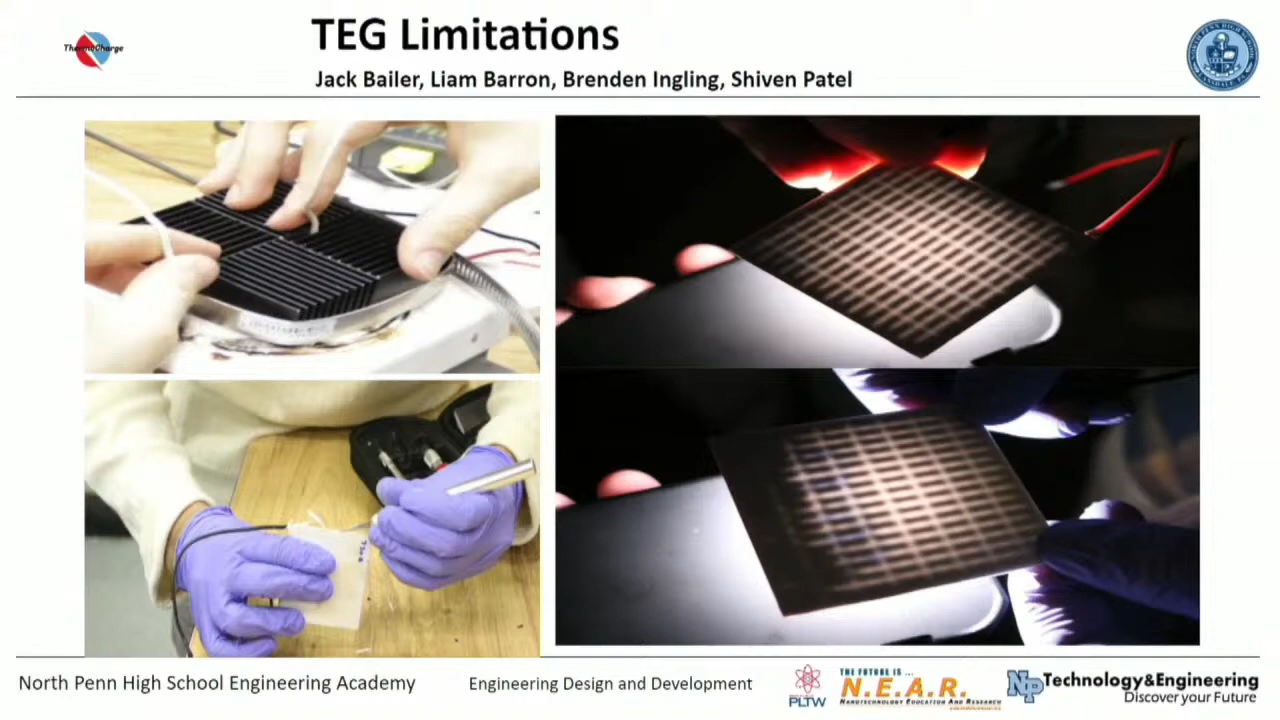 ThermoCharge
TEG Limitations
Jack Bailer, Liam Barron, Brenden Ingling, Shiven Patel
North Penn High School Engineering Academy
Engineering Design and Development
PLTW
THE FUTURE IS ...
N.E.A.R.
NANOTECHNOLOGY EDUCATION AND RESEARCH
NP
Technology&Engineering
Discover your Future